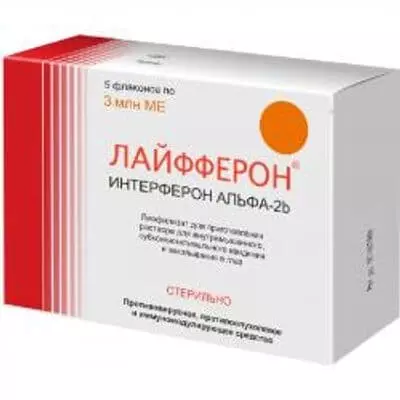 5 флаконов по
3 млн МЕ
ЛАЙФФЕРОН®
ИНТЕРФЕРОН АЛЬФА-2b
Лиофилизат для приготовления
раствора для внутримышечного,
субконъюнктивального введения
и закапывания в глаз
СТЕРИЛЬНО
Противовирусное, противоопухолевое
и иммуномодулирующее средство